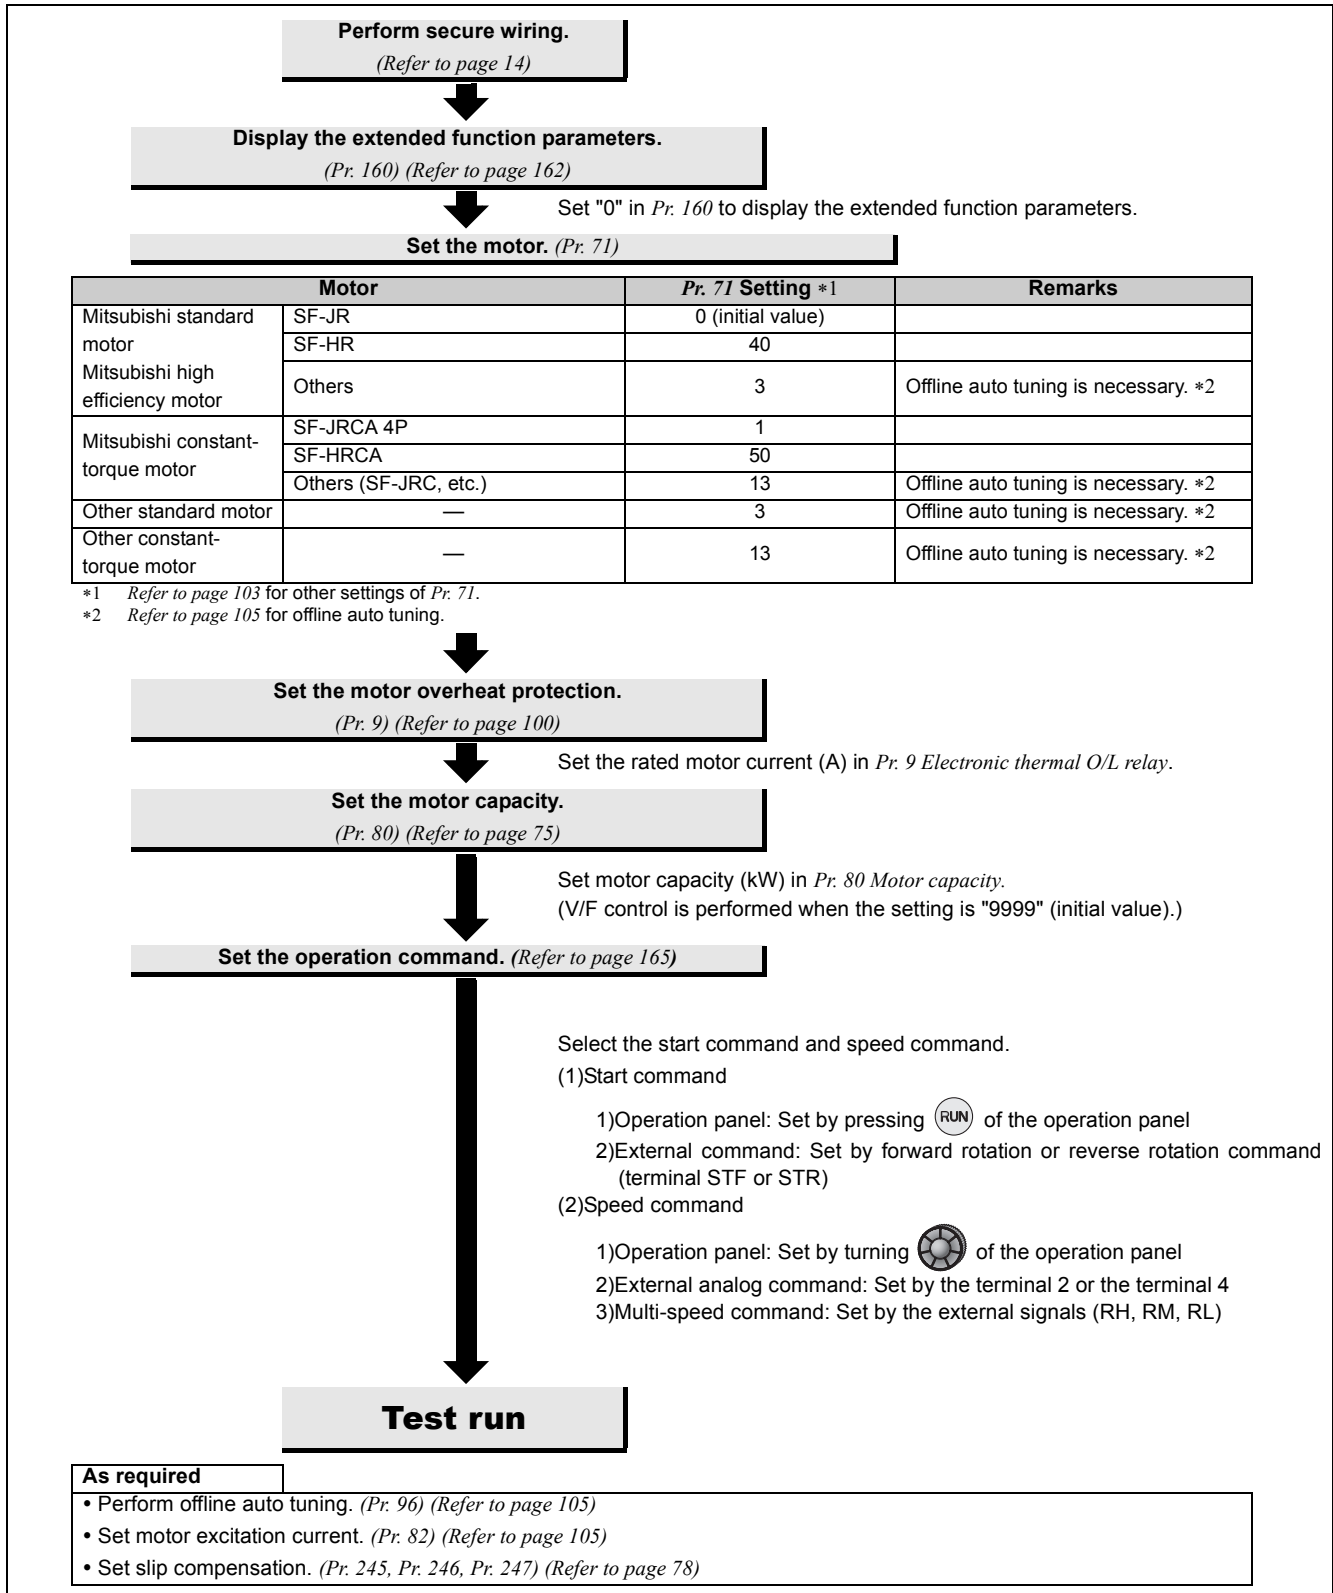 Perform secure wiring.
(Refer to page 14)
Display the extended function parameters.
(Pr. 160) (Refer to page 162)
Set "0" in Pr. 160 to display the extended function parameters.
Set the motor. (Pr. 71)
Motor Pr. 71 Setting *1 Remarks
Mitsubishi standard motor Mitsubishi high efficiency motor SF-JR 0 (initial value)
SF-HR 40
Others 3 Offline auto tuning is necessary. *2
Mitsubishi constant-torque motor SF-JRCA 4P 1
SF-HRCA 50
Others (SF-JRC, etc.) 13 Offline auto tuning is necessary. *2
Other standard motor — 3 Offline auto tuning is necessary. *2
Other constant-torque motor — 13 Offline auto tuning is necessary. *2
*1 Refer to page 103 for other settings of Pr. 71.
*2 Refer to page 105 for offline auto tuning.
Set the motor overheat protection.
(Pr. 9) (Refer to page 100)
Set the rated motor current (A) in Pr. 9 Electronic thermal O/L relay.
Set the motor capacity.
(Pr. 80) (Refer to page 75)
Set motor capacity (kW) in Pr. 80 Motor capacity.
(V/F control is performed when the setting is "9999" (initial value).)
Set the operation command. (Refer to page 165)
Select the start command and speed command.
(1)Start command
1)Operation panel: Set by pressing RUN of the operation panel
2)External command: Set by forward rotation or reverse rotation command
(terminal STF or STR)
(2)Speed command
1)Operation panel: Set by turning of the operation panel
2)External analog command: Set by the terminal 2 or the terminal 4
3)Multi-speed command: Set by the external signals (RH, RM, RL)
Test run
As required
• Perform offline auto tuning. (Pr. 96) (Refer to page 105)
• Set motor excitation current. (Pr. 82) (Refer to page 105)
• Set slip compensation. (Pr. 245, Pr. 246, Pr. 247) (Refer to page 78)